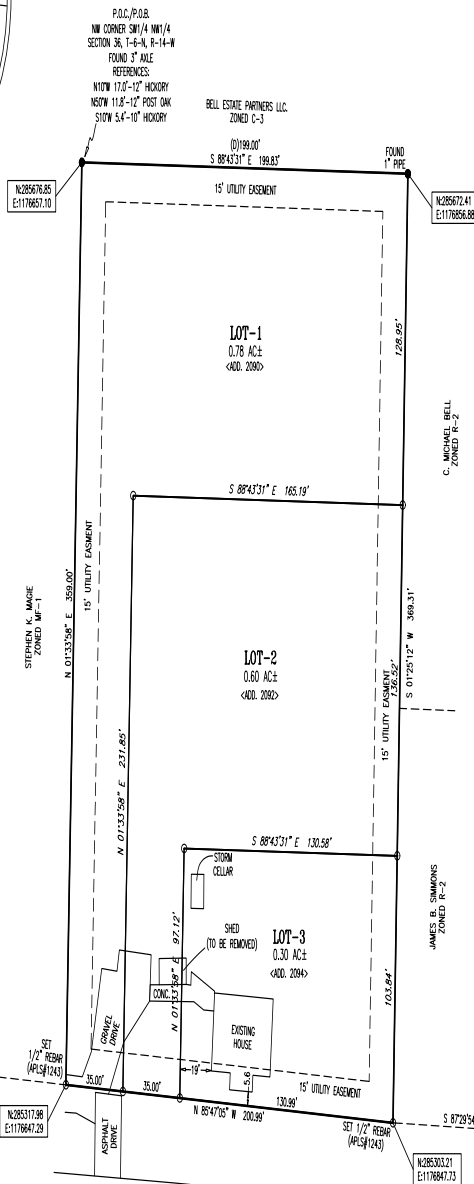 P.O.C./P.O.B.
NW CORNER SW1/4 NW1/4
SECTION 36, T-6-N, R-14-W
FOUND 3" AXLE
REFERENCES:
N10°W 17.0'-12" HICKORY
N50°W 11.8'-12" POST OAK
S10°W 5.4'-10" HICKORY
BELL ESTATE PARTNERS LLC.
ZONED C-3
(D)199.00'
S 88°43'31" E 199.83'
FOUND
1" PIPE
N:285676.85
E:1176657.10
N:285672.41
E:1176856.88
15' UTILITY EASEMENT
LOT-1
0.78 AC±
<ADD. 2090>
128.95'
C. MICHAEL BELL
ZONED R-2
S 88°43'31" E 165.19'
15' UTILITY EASMENT
STEPHEN K. MAGIE
ZONED MF-1
N 01°33'58" E 359.00'
S 01°25'12" W 369.31'
LOT-2
0.60 AC±
<ADD. 2092>
136.52'
15' UTILITY EASMENT
N 01°33'58" E 231.85'
S 88°43'31" E 130.58'
STORM
CELLAR
JAMES B. SIMMONS
ZONED R-2
N 01°33'58" E 97.12'
SHED
(TO BE REMOVED)
LOT-3
0.30 AC±
<ADD. 2094>
103.84'
CONC.
GRAVEL
DRIVE
EXISTING
HOUSE
SET
1/2" REBAR
(APLS#1243)
19'
5.6
15' UTILITY EASMENT
35.00'
35.00'
130.99'
N 85°47'05" W 200.99'
SET 1/2" REBAR
(APLS#1243)
S 87°29'54
N:285317.98
E:1176647.29
ASPHALT
DRIVE
N:285303.21
E:1176847.73